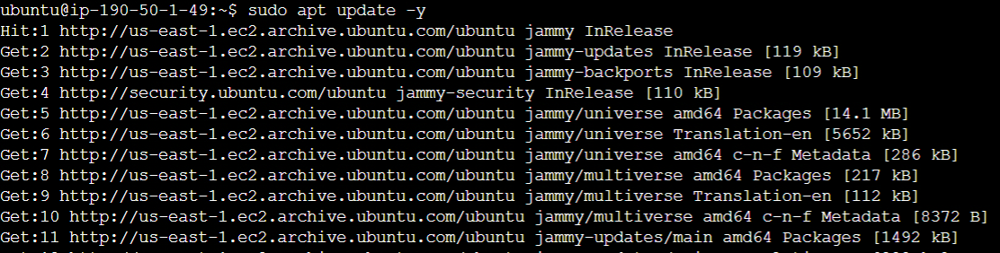 ubuntu@ip-190-50-1-49:~$ sudo apt update -y
Hit:1 http://us-east-1.ec2.archive.ubuntu.com/ubuntu jammy InRelease
Get:2 http://us-east-1.ec2.archive.ubuntu.com/ubuntu jammy-updates InRelease [119 kB]
Get:3 http://us-east-1.ec2.archive.ubuntu.com/ubuntu jammy-backports InRelease [109 kB]
Get:4 http://security.ubuntu.com/ubuntu jammy-security InRelease [110 kB]
Get:5 http://us-east-1.ec2.archive.ubuntu.com/ubuntu jammy/universe amd64 Packages [14.1 MB]
Get:6 http://us-east-1.ec2.archive.ubuntu.com/ubuntu jammy/universe Translation-en [5652 kB]
Get:7 http://us-east-1.ec2.archive.ubuntu.com/ubuntu jammy/universe amd64 c-n-f Metadata [286 kB]
Get:8 http://us-east-1.ec2.archive.ubuntu.com/ubuntu jammy/multiverse amd64 Packages [217 kB]
Get:9 http://us-east-1.ec2.archive.ubuntu.com/ubuntu jammy/multiverse Translation-en [112 kB]
Get:10 http://us-east-1.ec2.archive.ubuntu.com/ubuntu jammy/multiverse amd64 c-n-f Metadata [8372 B]
Get:11 http://us-east-1.ec2.archive.ubuntu.com/ubuntu jammy-updates/main amd64 Packages [1492 kB]